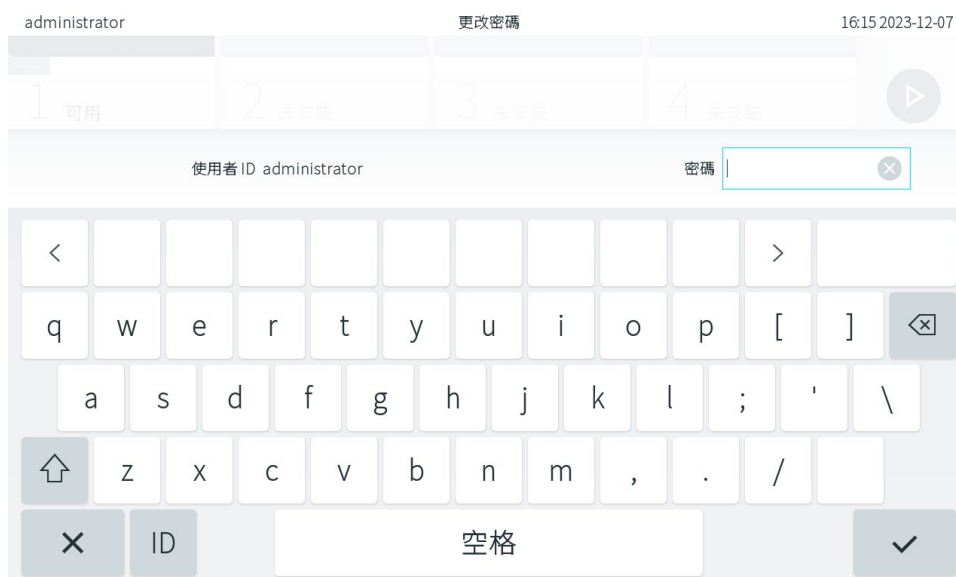 administrator 更改密碼 16:15 2023-12-07
1 可用 2 未安裝 3 未安裝 4 未安裝
使用者 ID administrator 密碼
< >
q w e r t y u i o p [ ]
a s d f g h j k l ; ' \
z x c v b n m , . /
ID 空格